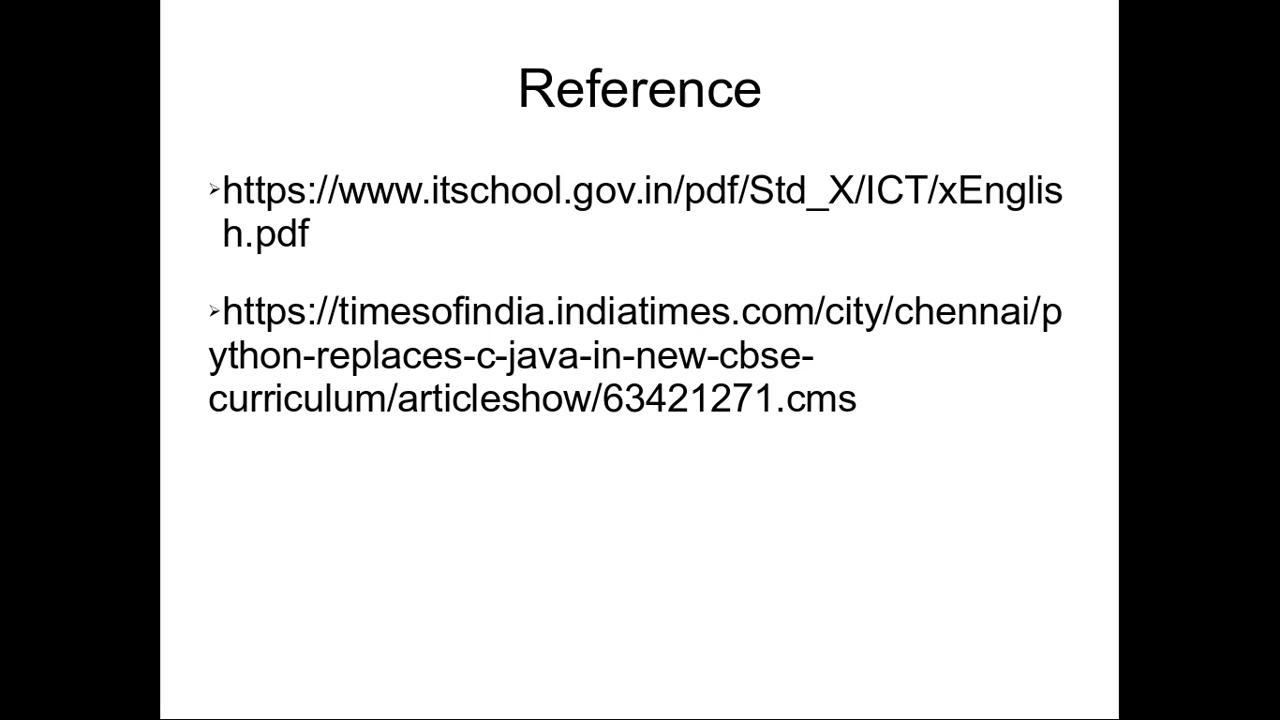 Reference
➢https://www.itschool.gov.in/pdf/Std_X/ICT/xEnglis
h.pdf
➢https://timesofindia.indiatimes.com/city/chennai/p
ython-replaces-c-java-in-new-cbse-
curriculum/articleshow/63421271.cms